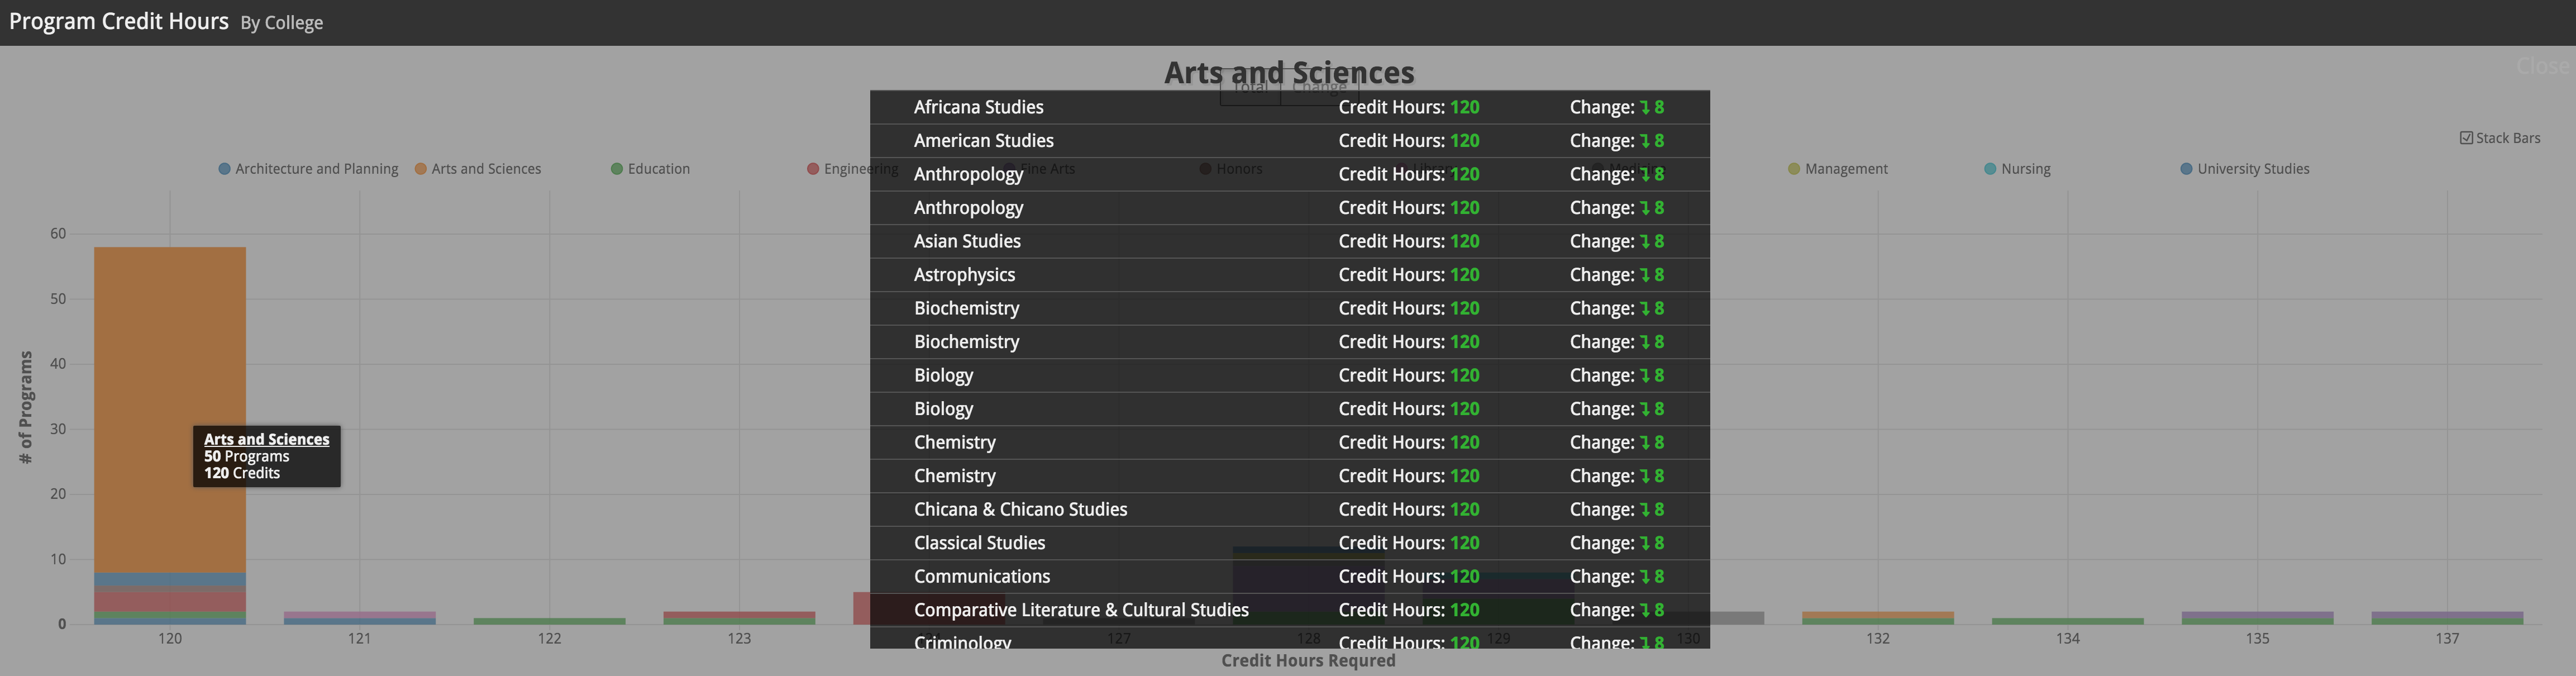 Program Credit Hours By College
Arts and Sciences
Close
Total Change
Stack Bars
Architecture and Planning Arts and Sciences Education Engineering Fine Arts Honors Medicine Management Nursing University Studies
Africana Studies Credit Hours: 120 Change: ↴ 8
American Studies Credit Hours: 120 Change: ↴ 8
Anthropology Credit Hours: 120 Change: ↴ 8
Anthropology Credit Hours: 120 Change: ↴ 8
Asian Studies Credit Hours: 120 Change: ↴ 8
Astrophysics Credit Hours: 120 Change: ↴ 8
Biochemistry Credit Hours: 120 Change: ↴ 8
Biochemistry Credit Hours: 120 Change: ↴ 8
Biology Credit Hours: 120 Change: ↴ 8
Biology Credit Hours: 120 Change: ↴ 8
Chemistry Credit Hours: 120 Change: ↴ 8
Chemistry Credit Hours: 120 Change: ↴ 8
Chicana & Chicano Studies Credit Hours: 120 Change: ↴ 8
Classical Studies Credit Hours: 120 Change: ↴ 8
Communications Credit Hours: 120 Change: ↴ 8
Comparative Literature & Cultural Studies Credit Hours: 120 Change: ↴ 8
Criminology Credit Hours: 120 Change: ↴ 8
# of Programs
60
50
40
30
20
10
0
Arts and Sciences
50 Programs
120 Credits
120 121 122 123 127 128 129 130 132 134 135 137
Credit Hours Requred